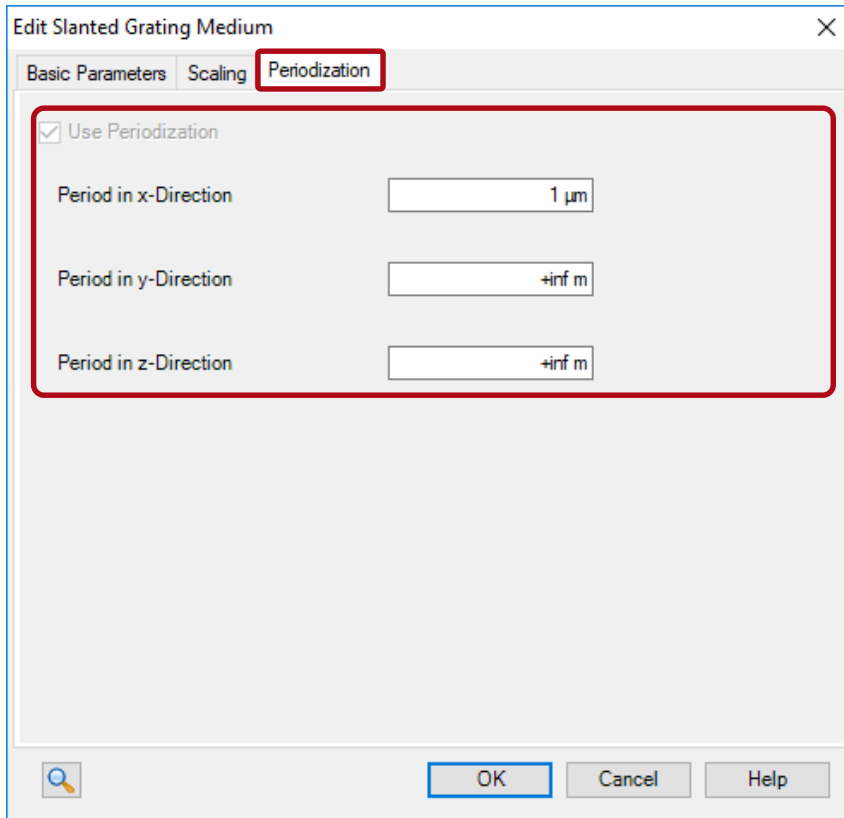 Edit Slanted Grating Medium
Basic Parameters Scaling Periodization
Use Periodization
Period in x-Direction 1 µm
Period in y-Direction +inf m
Period in z-Direction +inf m
OK Cancel Help